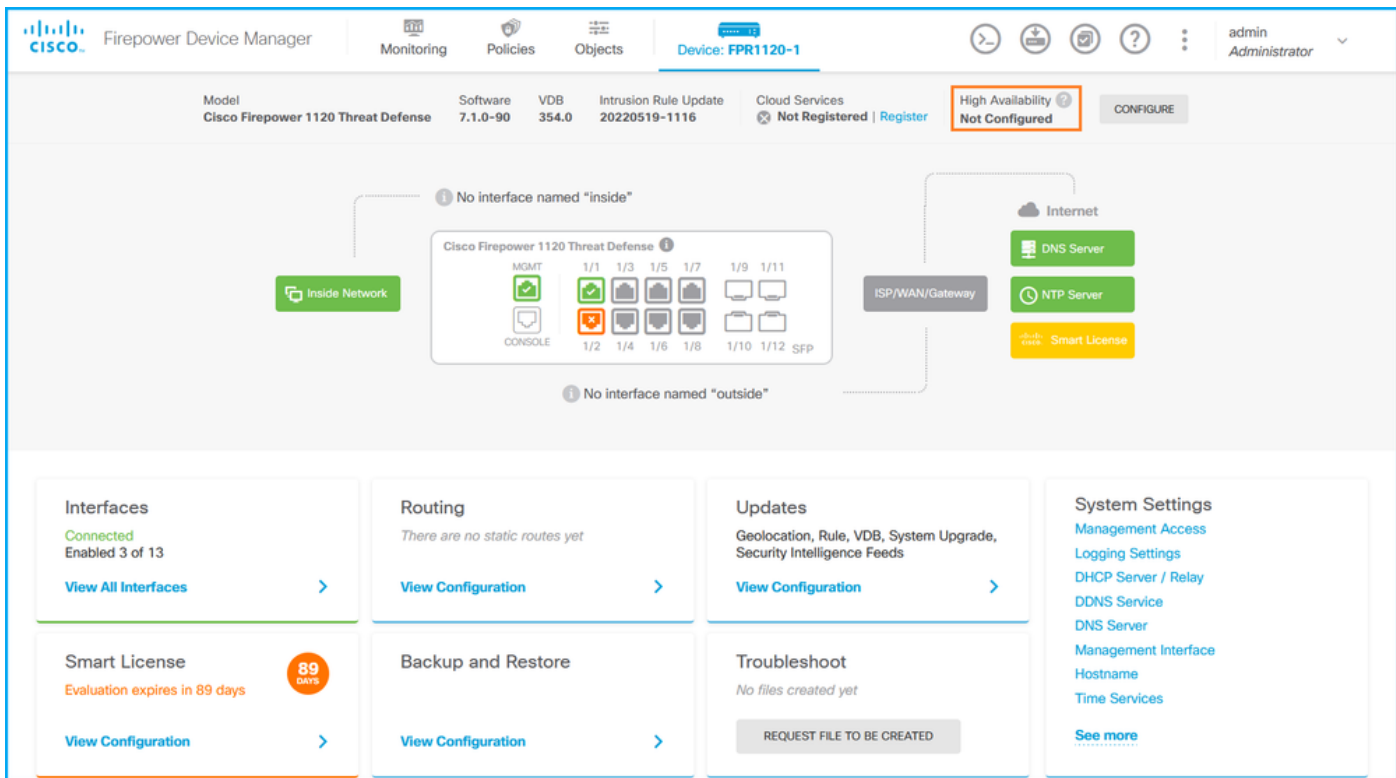 CISCO
Firepower Device Manager
Monitoring
Policies
Objects
Device: FPR1120-1
admin
Administrator
Model
Cisco Firepower 1120 Threat Defense
Software
7.1.0-90
VDB
354.0
Intrusion Rule Update
20220519-1116
Cloud Services
Not Registered | Register
High Availability ?
Not Configured
CONFIGURE
No interface named "inside"
Internet
Cisco Firepower 1120 Threat Defense
MGMT 1/1 1/3 1/5 1/7 1/9 1/11
CONSOLE 1/2 1/4 1/6 1/8 1/10 1/12 SFP
Inside Network
ISP/WAN/Gateway
DNS Server
NTP Server
Smart License
No interface named "outside"
Interfaces
Connected
Enabled 3 of 13
View All Interfaces
Routing
There are no static routes yet
View Configuration
Updates
Geolocation, Rule, VDB, System Upgrade,
Security Intelligence Feeds
View Configuration
System Settings
Management Access
Logging Settings
DHCP Server / Relay
DDNS Service
DNS Server
Management Interface
Hostname
Time Services
See more
Smart License
89
DAYS
Evaluation expires in 89 days
View Configuration
Backup and Restore
View Configuration
Troubleshoot
No files created yet
REQUEST FILE TO BE CREATED